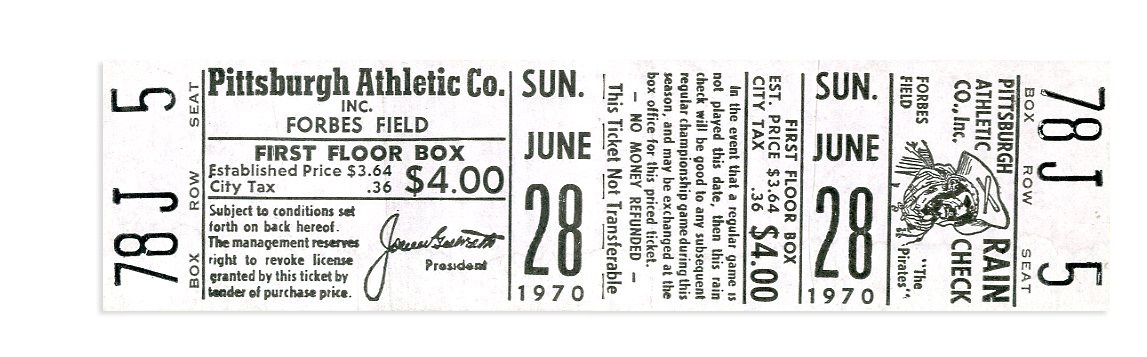 SEAT 5
ROW J
BOX 78
Pittsburgh Athletic Co.
INC.
FORBES FIELD
FIRST FLOOR BOX
Established Price $3.64
City Tax .36
$4.00
Subject to conditions set
forth on back hereof.
The management reserves
right to revoke license
granted by this ticket by
tender of purchase price.
President
SUN.
JUNE
28
1970
This Ticket Not Transferable
— NO MONEY REFUNDED —
In the event that a regular game is
not played this date, then this rain
check will be good to any subsequent
regular championship game during this
season, and may be exchanged at the
box office for this priced ticket.
FIRST FLOOR BOX
EST. PRICE $3.64
CITY TAX .36
$4.00
SUN.
JUNE
28
1970
PITTSBURGH
ATHLETIC
CO., Inc.
FORBES
FIELD
RAIN
CHECK
"The
Pirates"
BOX 78
ROW J
SEAT 5